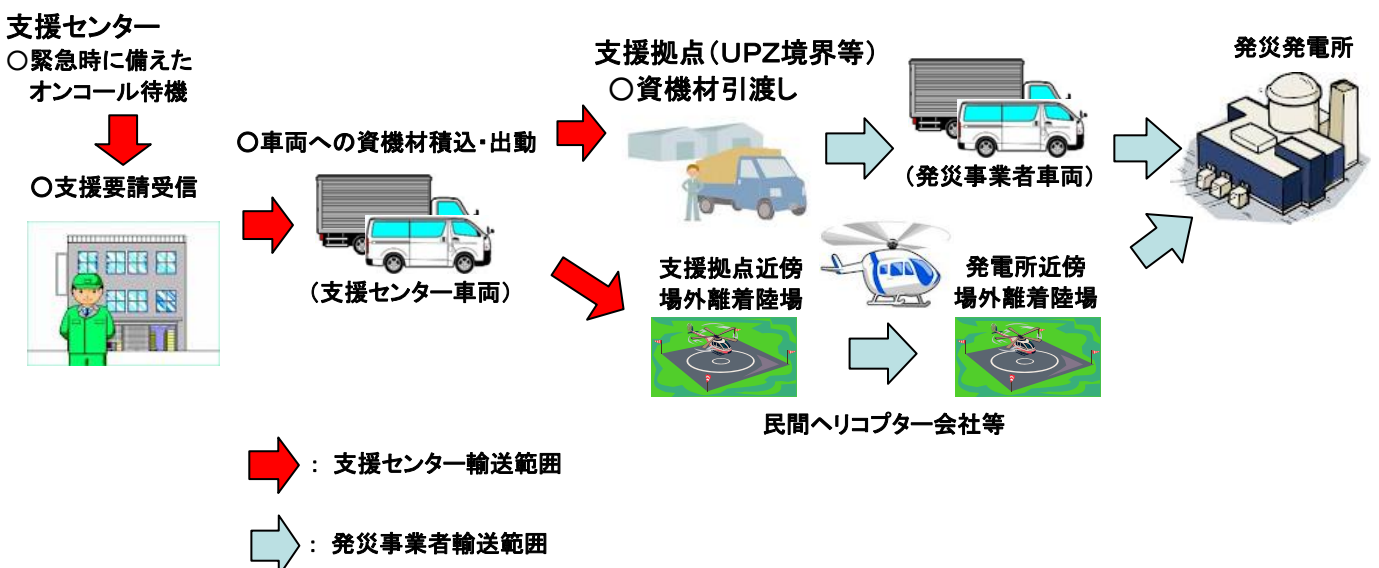 支援センター
○緊急時に備えた
オンコール待機
○支援要請受信
○車両への資機材積込・出動
(支援センター車両)
支援拠点(UPZ境界等)
○資機材引渡し
(発災事業者車両)
発災発電所
支援拠点近傍
場外離着陸場
発電所近傍
場外離着陸場
民間ヘリコプター会社等
: 支援センター輸送範囲
: 発災事業者輸送範囲